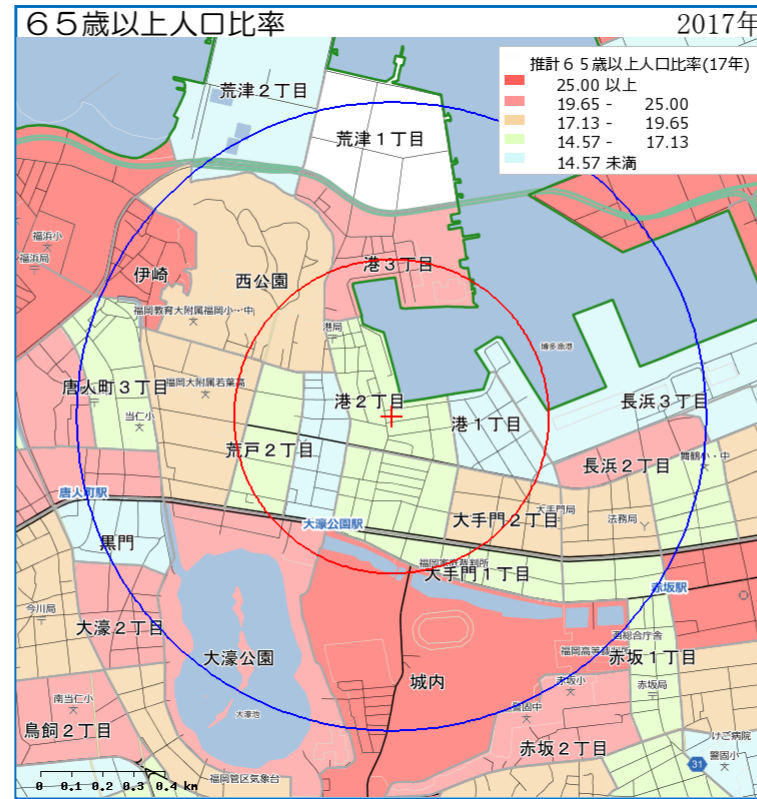 ６５歳以上人口比率
2017年
推計６５歳以上人口比率(17年)
25.00 以上
19.65 - 25.00
17.13 - 19.65
14.57 - 17.13
14.57 未満
荒津２丁目
荒津１丁目
福浜小
福浜局
伊崎
西公園
港３丁目
福岡教育大附属福岡小・中
港局
博多漁港
唐人町３丁目
福岡大附属若葉高
当仁小
港２丁目
港１丁目
長浜３丁目
荒戸２丁目
長浜２丁目
舞鶴小・中
唐人町駅
大濠公園駅
大手門２丁目
大手門局
法務局
黒門
大手門１丁目
赤坂駅
今川局
大濠２丁目
大濠公園
城内
西総合庁舎
赤坂１丁目
南当仁小
赤坂小
赤坂局
鳥飼２丁目
大濠池
警固中
赤坂２丁目
けご病院
警固小
31
福岡管区気象台
0 0.1 0.2 0.3 0.4 km